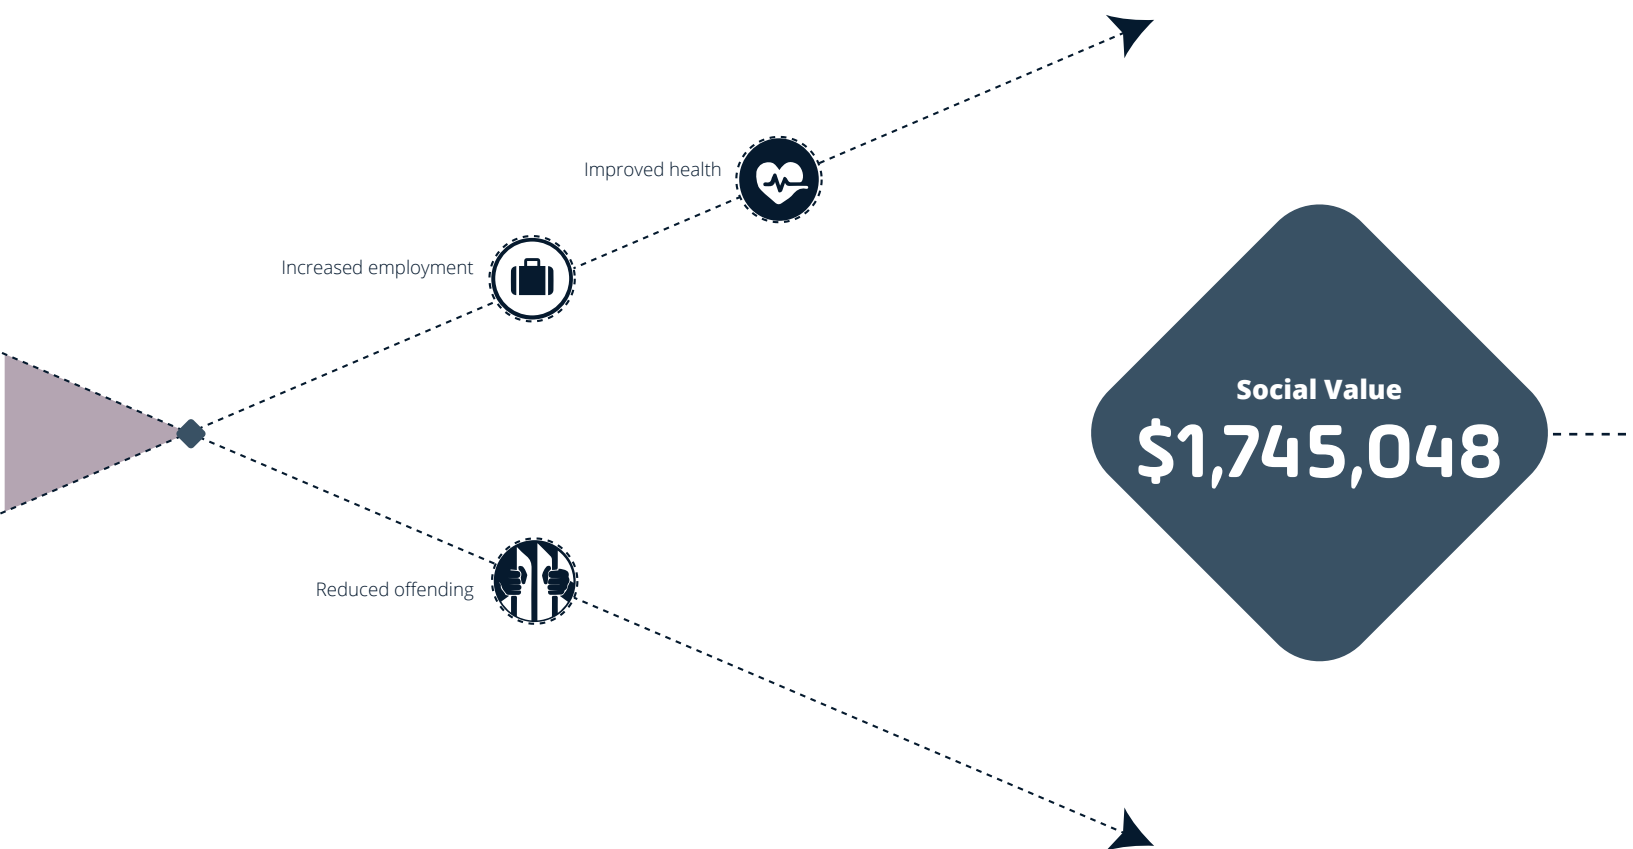 Improved health
Increased employment
Social Value
$1,745,048
Reduced offending